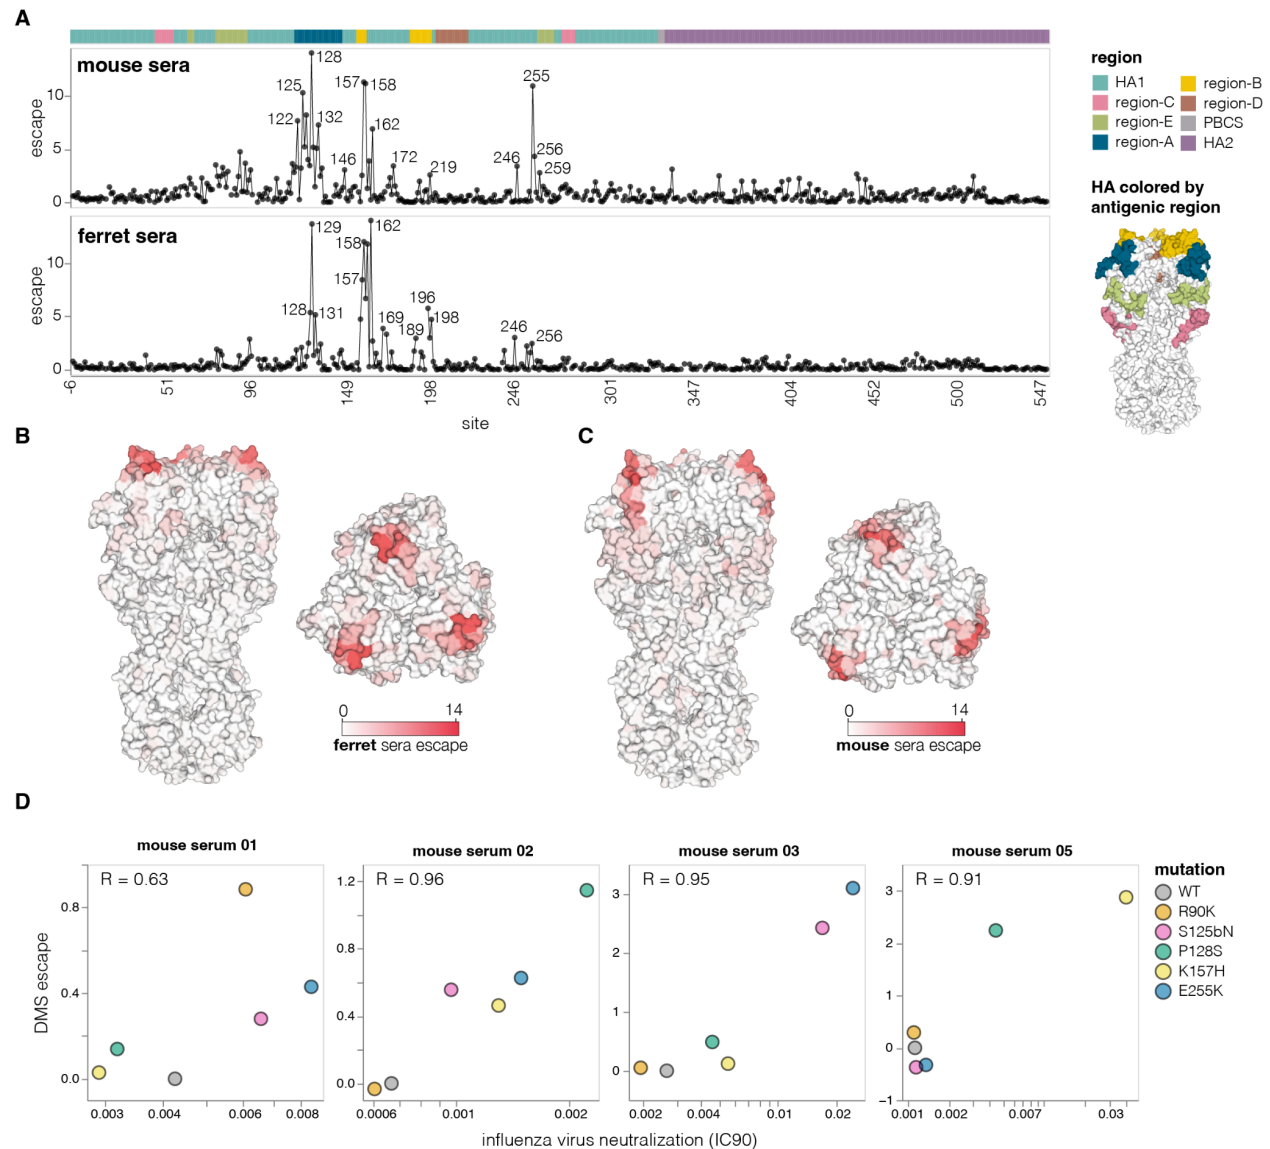 A
mouse sera
escape
10
5
0
128
125
122
132
157
158
162
146
172
219
246
255
256
259
ferret sera
escape
10
5
0
129
128
131
158
157
162
169
189
196
198
246
256
-6
51
96
149
198
246
301
347
404
452
500
547
site
region
HA1
region-B
region-C
region-D
region-E
PBCS
region-A
HA2
HA colored by
antigenic region
B
0
14
ferret sera escape
C
0
14
mouse sera escape
D
DMS escape
mouse serum 01
R = 0.63
0.8
0.4
0.0
0.003
0.004
0.006
0.008
mouse serum 02
R = 0.96
1.2
0.8
0.4
0.0
0.0006
0.001
0.002
mouse serum 03
R = 0.95
3
2
1
0
0.002
0.004
0.01
0.02
mouse serum 05
R = 0.91
3
2
1
0
−1
0.001
0.002
0.007
0.03
influenza virus neutralization (IC90)
mutation
WT
R90K
S125bN
P128S
K157H
E255K